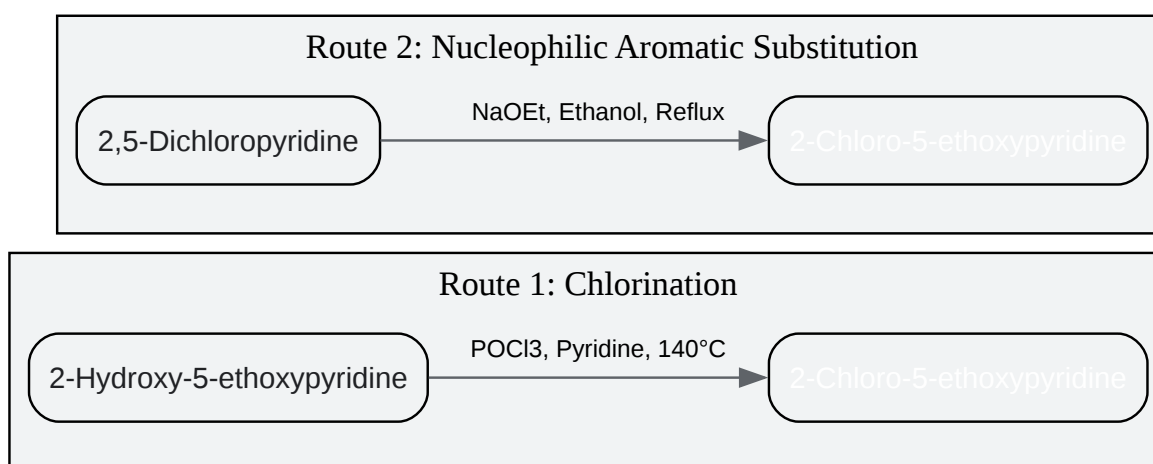 Route 2: Nucleophilic Aromatic Substitution
2,5-Dichloropyridine
NaOEt, Ethanol, Reflux
2-Chloro-5-ethoxypyridine
Route 1: Chlorination
2-Hydroxy-5-ethoxypyridine
POCl3, Pyridine, 140°C
2-Chloro-5-ethoxypyridine